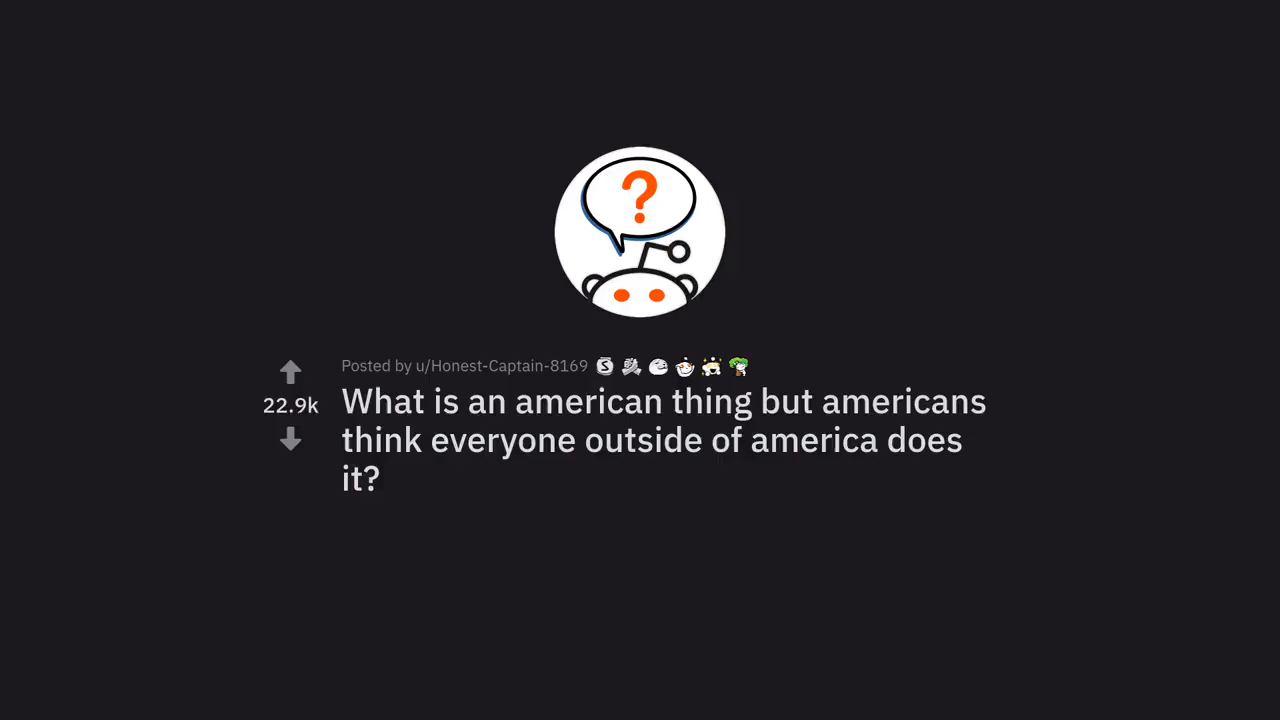 ?
Posted by u/Honest-Captain-8169
22.9k
What is an american thing but americans
think everyone outside of america does
it?